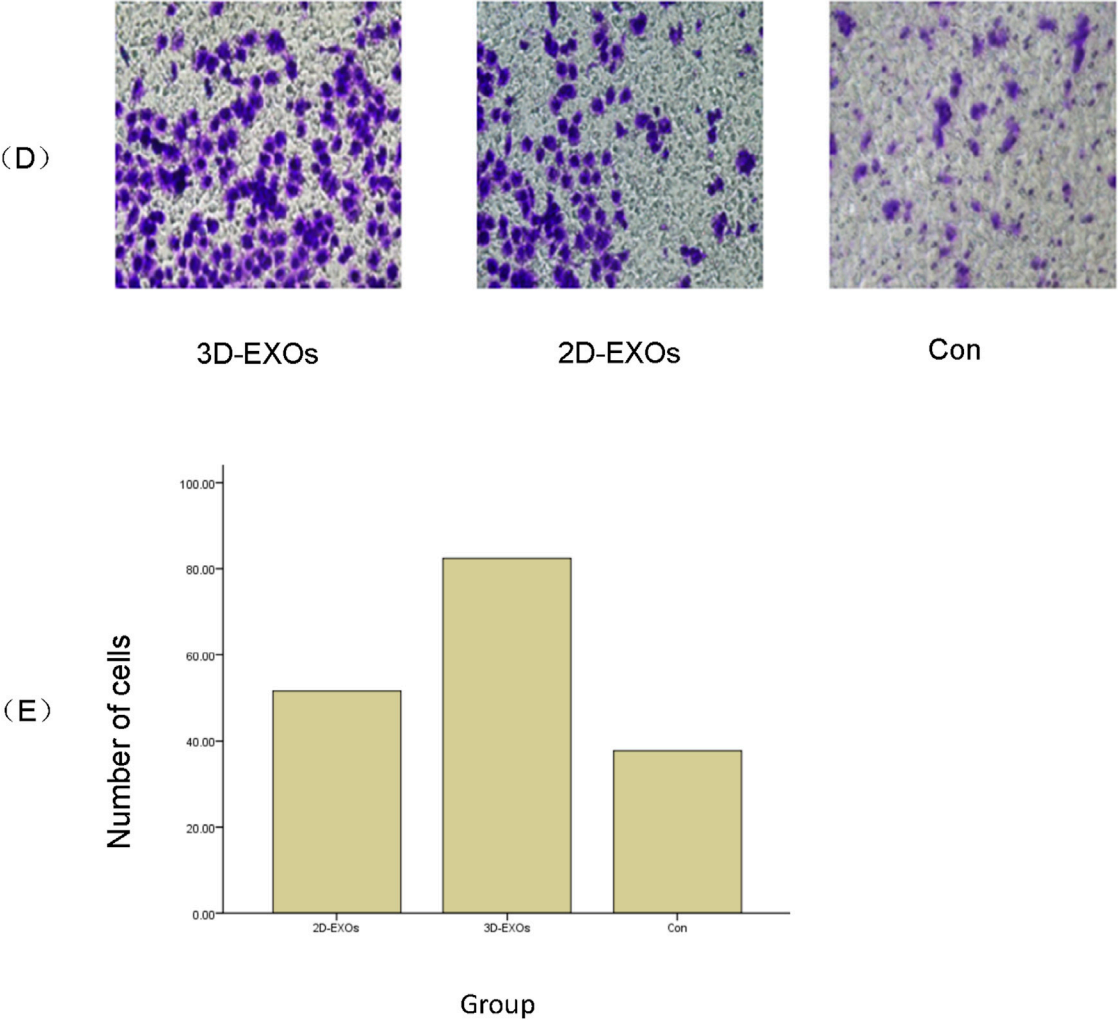 （D）
3D-EXOs 2D-EXOs Con
100.00
80.00
60.00
40.00
20.00
0.00
Number of cells
（E）
2D-EXOs 3D-EXOs Con
Group